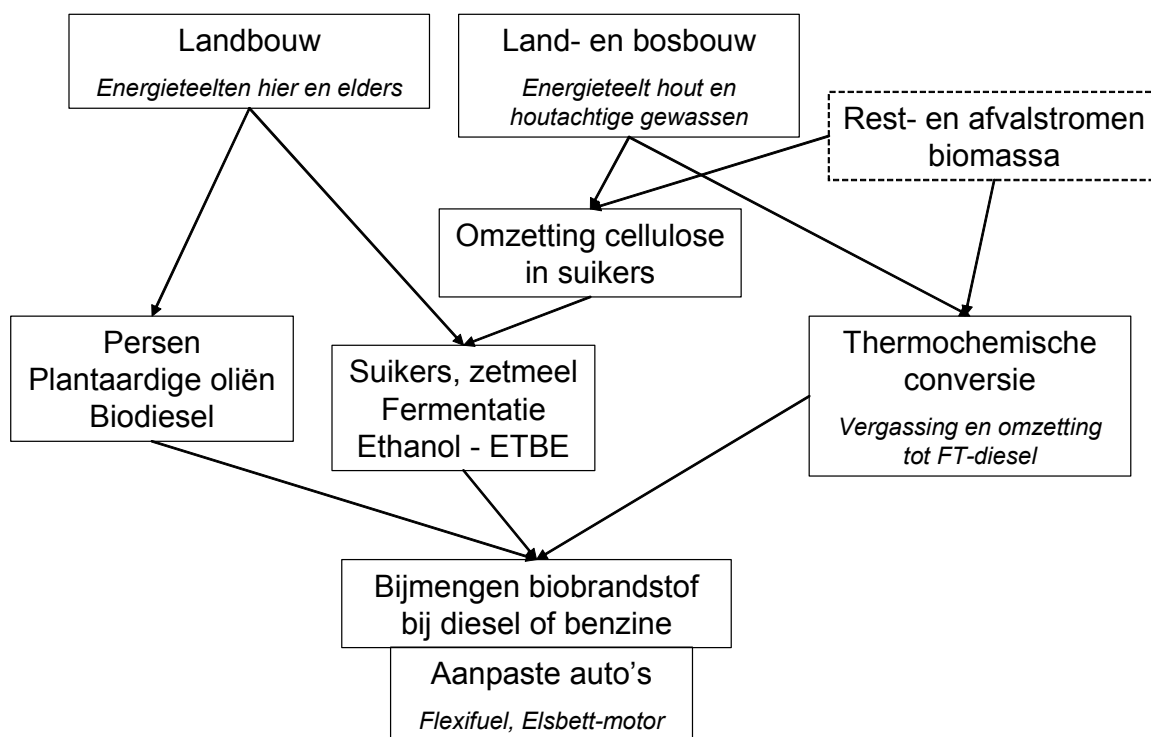 Landbouw
Energieteelten hier en elders
Land- en bosbouw
Energieteelt hout en
houtachtige gewassen
Rest- en afvalstromen
biomassa
Omzetting cellulose
in suikers
Persen
Plantaardige oliën
Biodiesel
Suikers, zetmeel
Fermentatie
Ethanol - ETBE
Thermochemische
conversie
Vergassing en omzetting
tot FT-diesel
Bijmengen biobrandstof
bij diesel of benzine
Aanpaste auto's
Flexifuel, Elsbett-motor